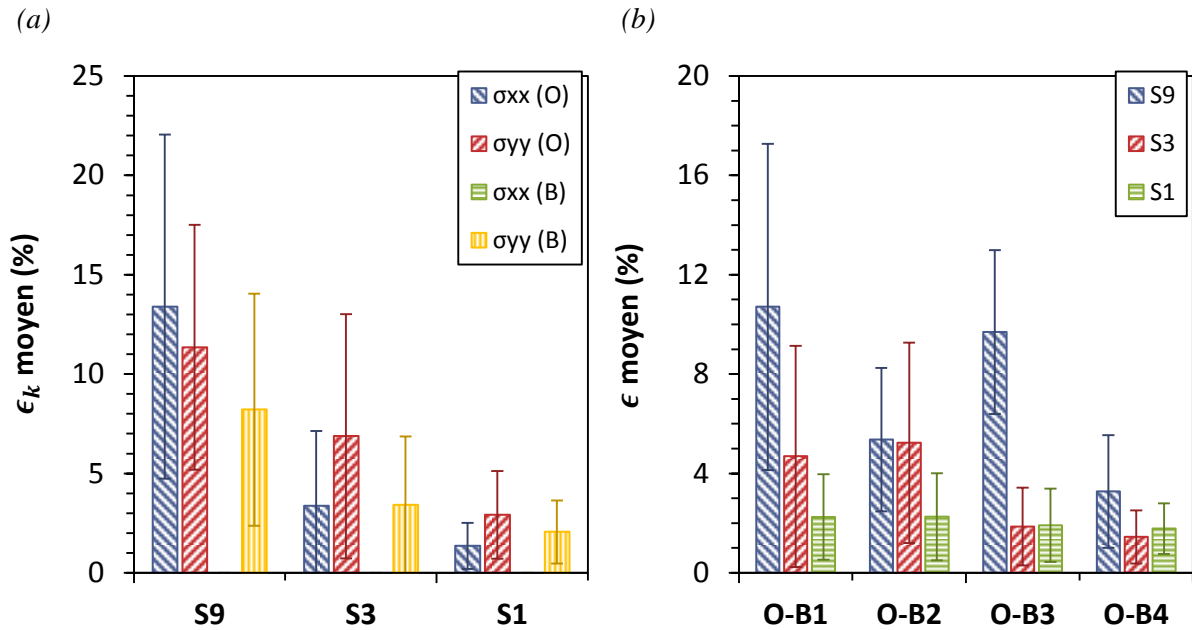 (a)
ϵk moyen (%)
25
20
15
10
5
0
σxx (O)
σyy (O)
σxx (B)
σyy (B)
S9 S3 S1
(b)
ϵ moyen (%)
20
16
12
8
4
0
S9
S3
S1
O-B1 O-B2 O-B3 O-B4